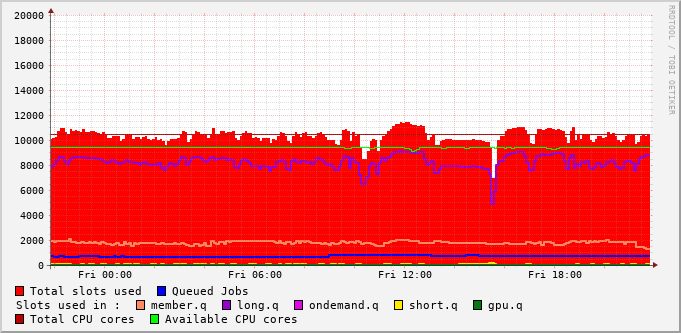 20000
18000
16000
14000
12000
10000
8000
6000
4000
2000
0
Fri 00:00 Fri 06:00 Fri 12:00 Fri 18:00
Total slots used Queued Jobs
Slots used in : member.q long.q ondemand.q short.q gpu.q
Total CPU cores Available CPU cores
RRDTOOL / TOBI OETIKER